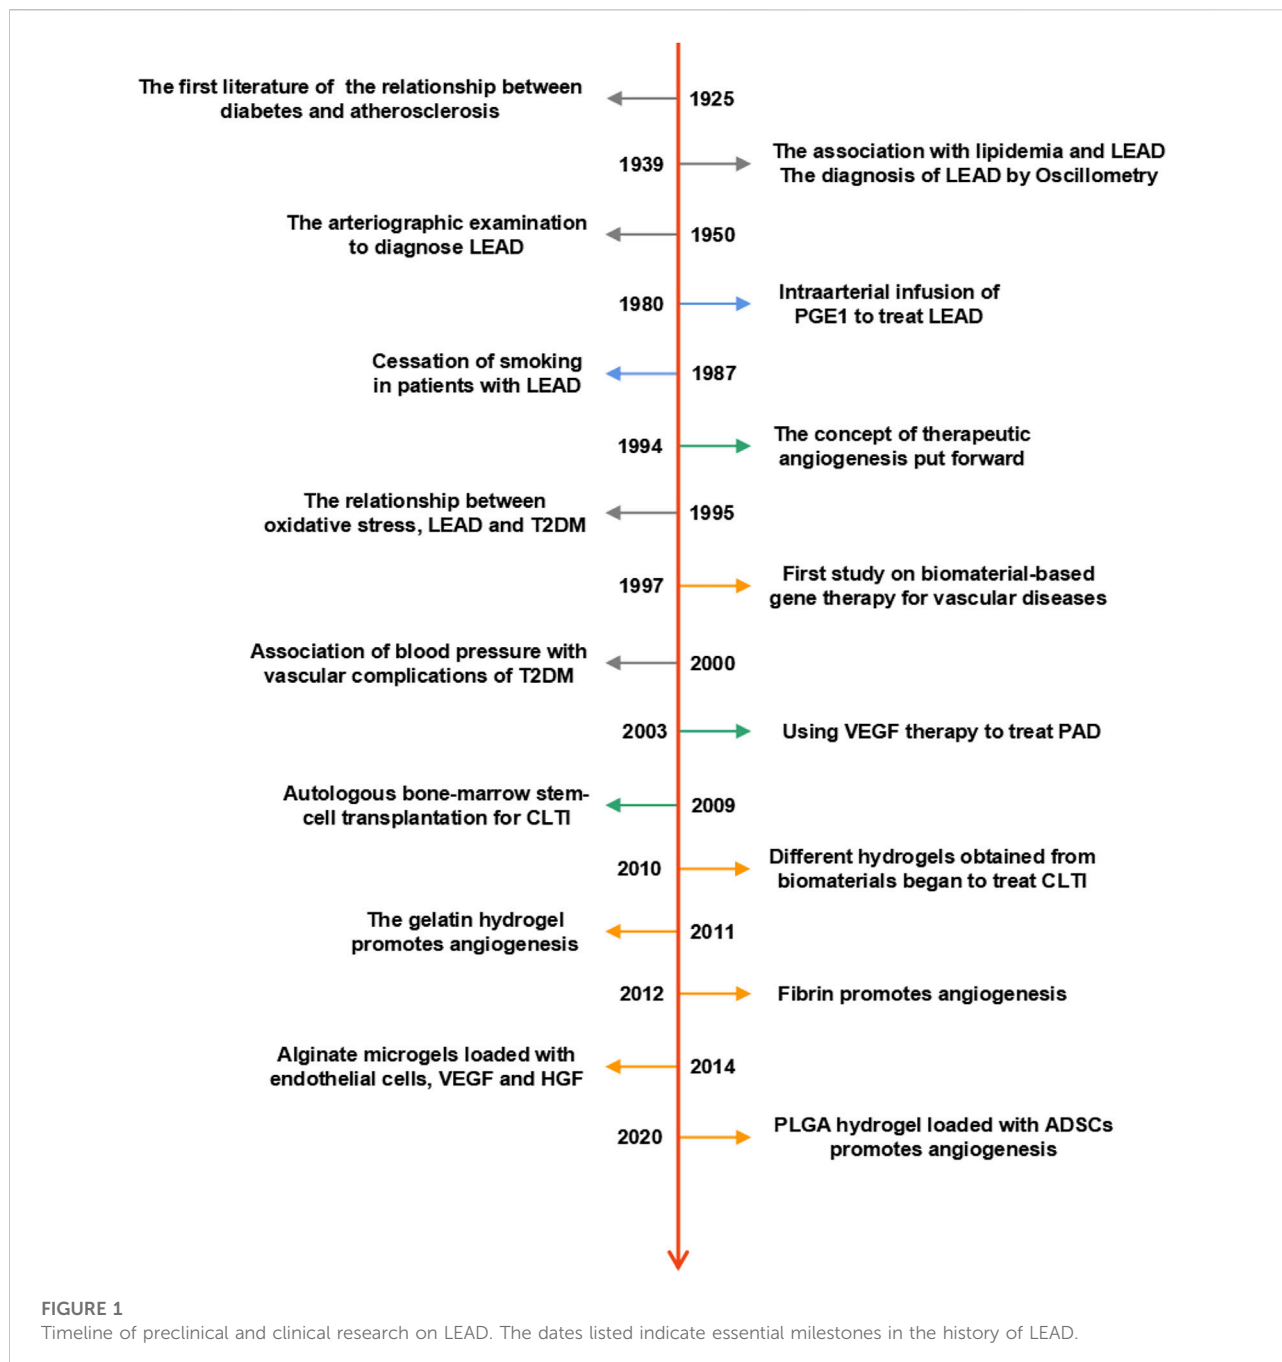 The first literature of the relationship between
diabetes and atherosclerosis
1925
1939
The association with lipidemia and LEAD
The diagnosis of LEAD by Oscillometry
The arteriographic examination
to diagnose LEAD
1950
1980
Intraarterial infusion of
PGE1 to treat LEAD
Cessation of smoking
in patients with LEAD
1987
1994
The concept of therapeutic
angiogenesis put forward
The relationship between
oxidative stress, LEAD and T2DM
1995
1997
First study on biomaterial-based
gene therapy for vascular diseases
Association of blood pressure with
vascular complications of T2DM
2000
2003
Using VEGF therapy to treat PAD
Autologous bone-marrow stem-
cell transplantation for CLTI
2009
2010
Different hydrogels obtained from
biomaterials began to treat CLTI
The gelatin hydrogel
promotes angiogenesis
2011
2012
Fibrin promotes angiogenesis
Alginate microgels loaded with
endothelial cells, VEGF and HGF
2014
2020
PLGA hydrogel loaded with ADSCs
promotes angiogenesis
FIGURE 1
Timeline of preclinical and clinical research on LEAD. The dates listed indicate essential milestones in the history of LEAD.